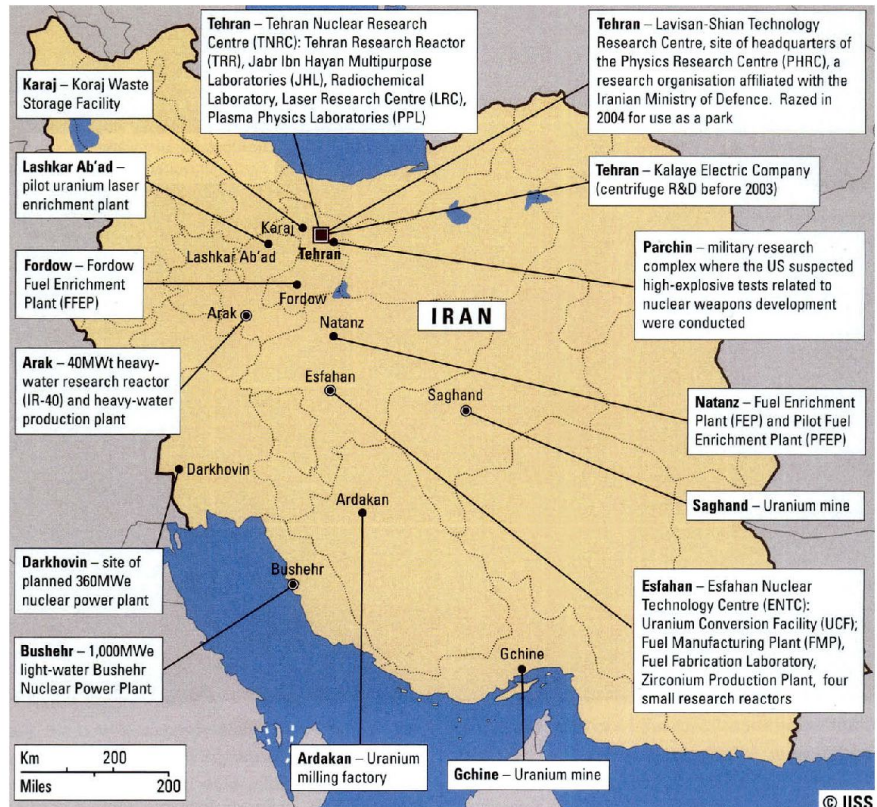 Tehran – Tehran Nuclear Research
Centre (TNRC): Tehran Research Reactor
(TRR), Jabr Ibn Hayan Multipurpose
Laboratories (JHL), Radiochemical
Laboratory, Laser Research Centre (LRC),
Plasma Physics Laboratories (PPL)
Tehran – Lavisan-Shian Technology
Research Centre, site of headquarters of
the Physics Research Centre (PHRC), a
research organisation affiliated with the
Iranian Ministry of Defence. Razed in
2004 for use as a park
Karaj – Koraj Waste
Storage Facility
Lashkar Ab'ad –
pilot uranium laser
enrichment plant
Tehran – Kalaye Electric Company
(centrifuge R&D before 2003)
Fordow – Fordow
Fuel Enrichment
Plant (FFEP)
Parchin – military research
complex where the US suspected
high-explosive tests related to
nuclear weapons development
were conducted
Karaj
Lashkar Ab'ad
Tehran
Fordow
Arak
IRAN
Natanz
Esfahan
Saghand
Arak – 40MWt heavy-
water research reactor
(IR-40) and heavy-water
production plant
Natanz – Fuel Enrichment
Plant (FEP) and Pilot Fuel
Enrichment Plant (PFEP)
Darkhovin
Ardakan
Saghand – Uranium mine
Darkhovin – site of
planned 360MWe
nuclear power plant
Bushehr
Esfahan – Esfahan Nuclear
Technology Centre (ENTC):
Uranium Conversion Facility (UCF);
Fuel Manufacturing Plant (FMP),
Fuel Fabrication Laboratory,
Zirconium Production Plant, four
small research reactors
Bushehr – 1,000MWe
light-water Bushehr
Nuclear Power Plant
Gchine
Km 200
Miles 200
Ardakan – Uranium
milling factory
Gchine – Uranium mine
© IISS